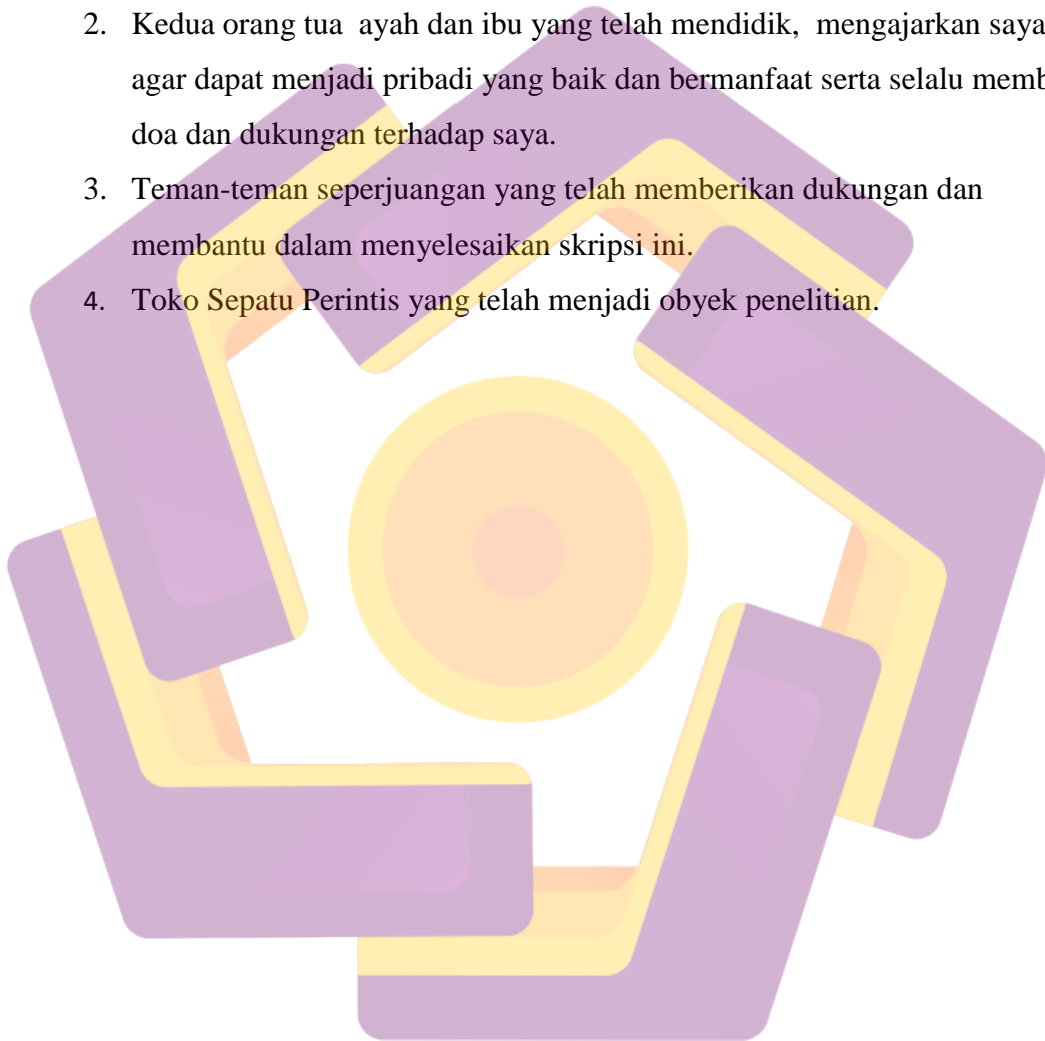 2. Kedua orang tua ayah dan ibu yang telah mendidik, mengajarkan saya
agar dapat menjadi pribadi yang baik dan bermanfaat serta selalu
doa dan dukungan terhadap saya.
3. Teman-teman seperjuangan yang telah memberikan dukungan dan
membantu dalam menyelesaikan skripsi ini.
4. Toko Sepatu Perintis yang telah menjadi obyek penelitian.